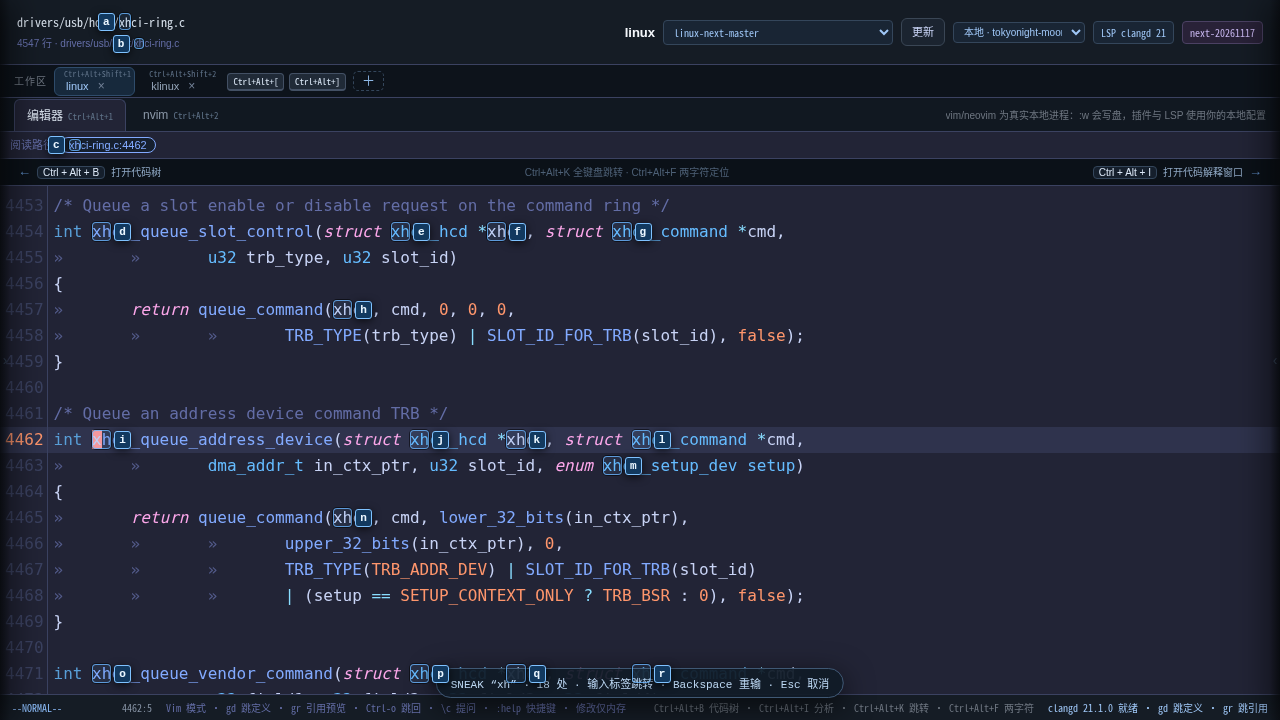 drivers/usb/ho a /xhci-ring.c
4547 行 · drivers/usb/ b xhci-ring.c
linux linux-next-master 更新 本地 · tokyonight-moon LSP clangd 21 next-20261117
工作区 Ctrl+Alt+Shift+1 linux × Ctrl+Alt+Shift+2 klinux × Ctrl+Alt+[ Ctrl+Alt+] +
编辑器 Ctrl+Alt+1 nvim Ctrl+Alt+2 vim/neovim 为真实本地进程：:w 会写盘，插件与 LSP 使用你的本地配置
阅读路 c xhci-ring.c:4462
← Ctrl + Alt + B 打开代码树 Ctrl+Alt+K 全键盘跳转 · Ctrl+Alt+F 两字符定位 Ctrl + Alt + I 打开代码解释窗口 →
4453 /* Queue a slot enable or disable request on the command ring */
4454 int xh d _queue_slot_control(struct xh e _hcd *xh f , struct xh g _command *cmd,
4455 » » u32 trb_type, u32 slot_id)
4456 {
4457 » return queue_command(xh h , cmd, 0, 0, 0,
4458 » » » TRB_TYPE(trb_type) | SLOT_ID_FOR_TRB(slot_id), false);
4459 }
4460
4461 /* Queue an address device command TRB */
4462 int xh i _queue_address_device(struct xh j _hcd *xh k , struct xh l _command *cmd,
4463 » » dma_addr_t in_ctx_ptr, u32 slot_id, enum xh m _setup_dev setup)
4464 {
4465 » return queue_command(xh n , cmd, lower_32_bits(in_ctx_ptr),
4466 » » » upper_32_bits(in_ctx_ptr), 0,
4467 » » » TRB_TYPE(TRB_ADDR_DEV) | SLOT_ID_FOR_TRB(slot_id)
4468 » » » | (setup == SETUP_CONTEXT_ONLY ? TRB_BSR : 0), false);
4469 }
4470
4471 int xh o _queue_vendor_command(struct xh p _hcd *xh q , struct xh r _command *cmd,
SNEAK “xh” · 18 处 · 输入标签跳转 · Backspace 重输 · Esc 取消
--NORMAL-- 4462:5 Vim 模式 · gd 跳定义 · gr 引用预览 · Ctrl-o 跳回 · \c 提问 · :help 快捷键 · 修改仅内存 Ctrl+Alt+B 代码树 · Ctrl+Alt+I 分析 · Ctrl+Alt+K 跳转 · Ctrl+Alt+F 两字符 clangd 21.1.0 就绪 · gd 跳定义 · gr 跳引用